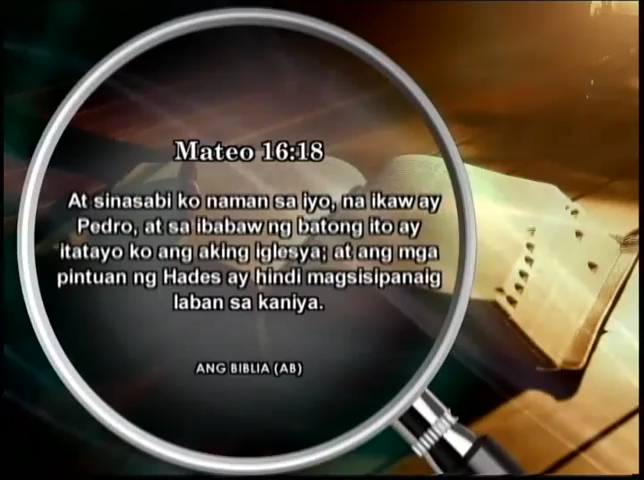 Mateo 16:18
At sinasabi ko naman sa iyo, na ikaw ay
Pedro, at sa ibabaw ng batong ito ay
itatayo ko ang aking iglesya; at ang mga
pintuan ng Hades ay hindi magsisipanaig
laban sa kaniya.
ANG BIBLIA (AB)